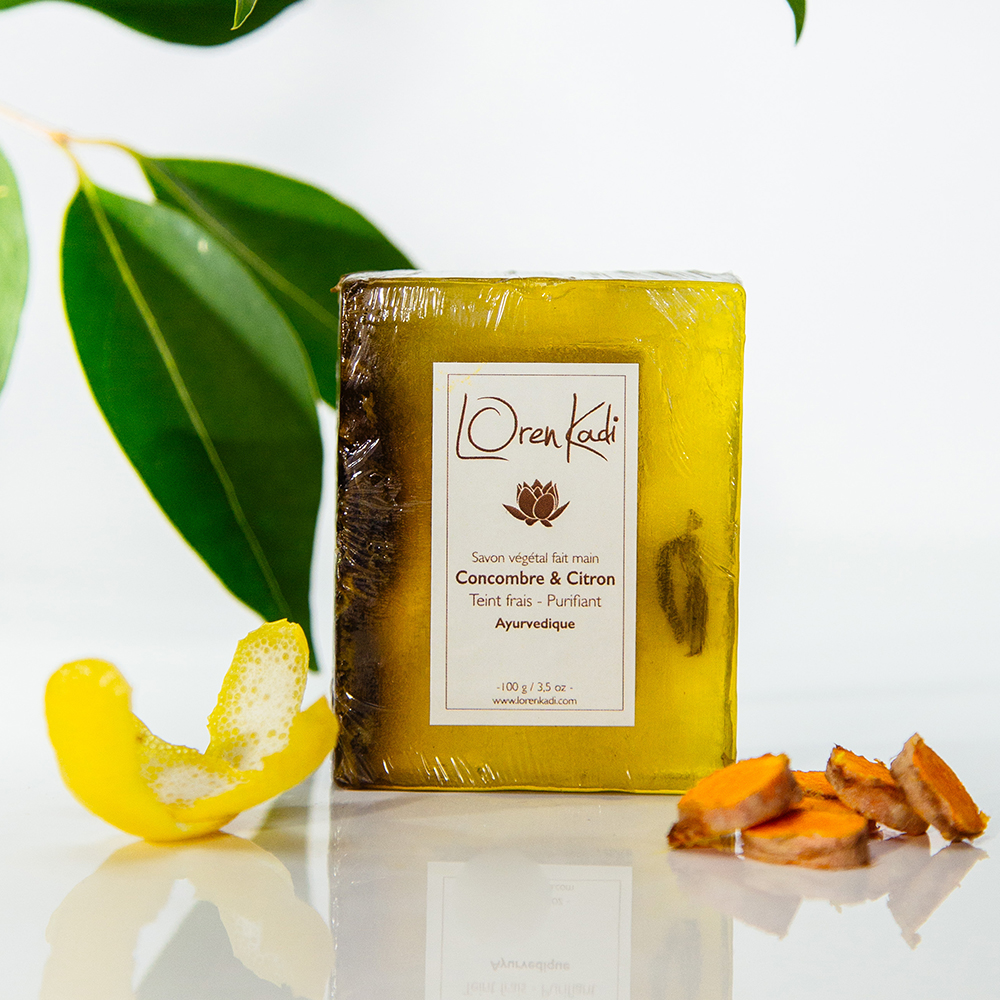 LOren Kadi
Savon végétal fait main
Concombre & Citron
Teint frais - Purifiant
Ayurvedique
-100 g / 3,5 oz -
www.lorenkadi.com